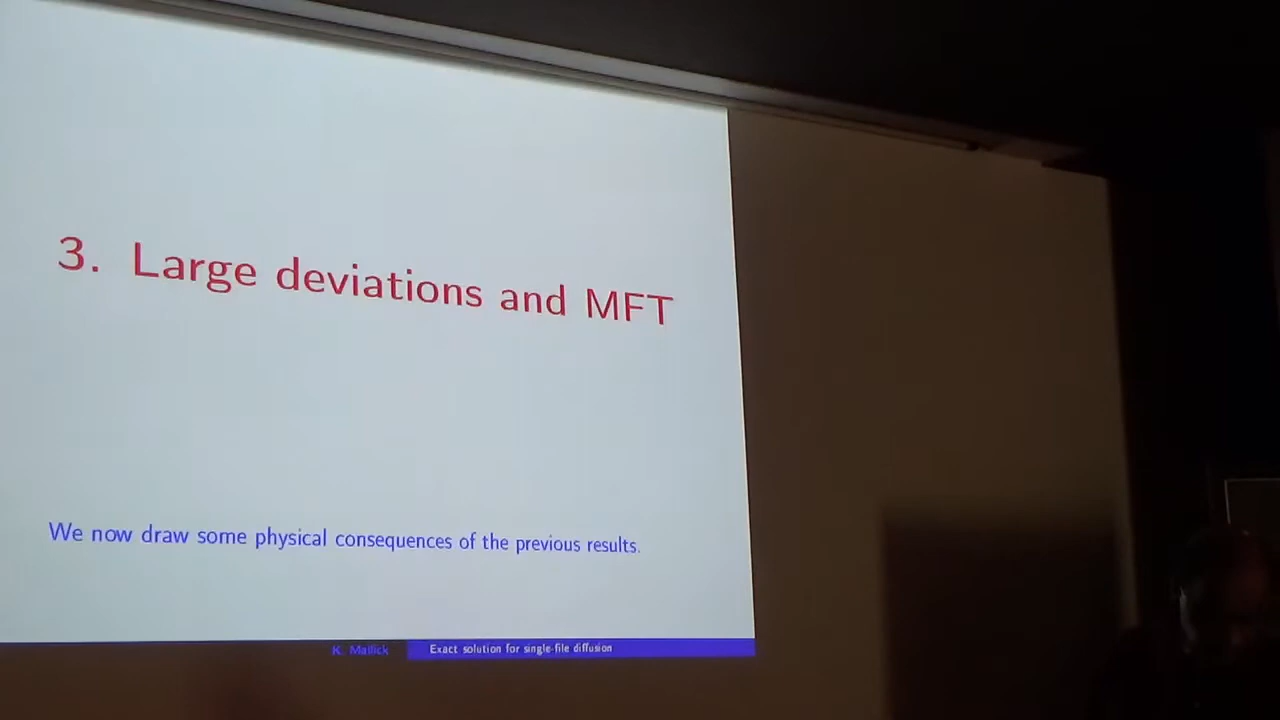 3. Large deviations and MFT
We now draw some physical consequences of the previous results.
K. Mallick
Exact solution for single-file diffusion